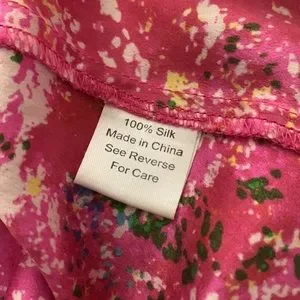 100% Silk
Made in China
See Reverse
For Care